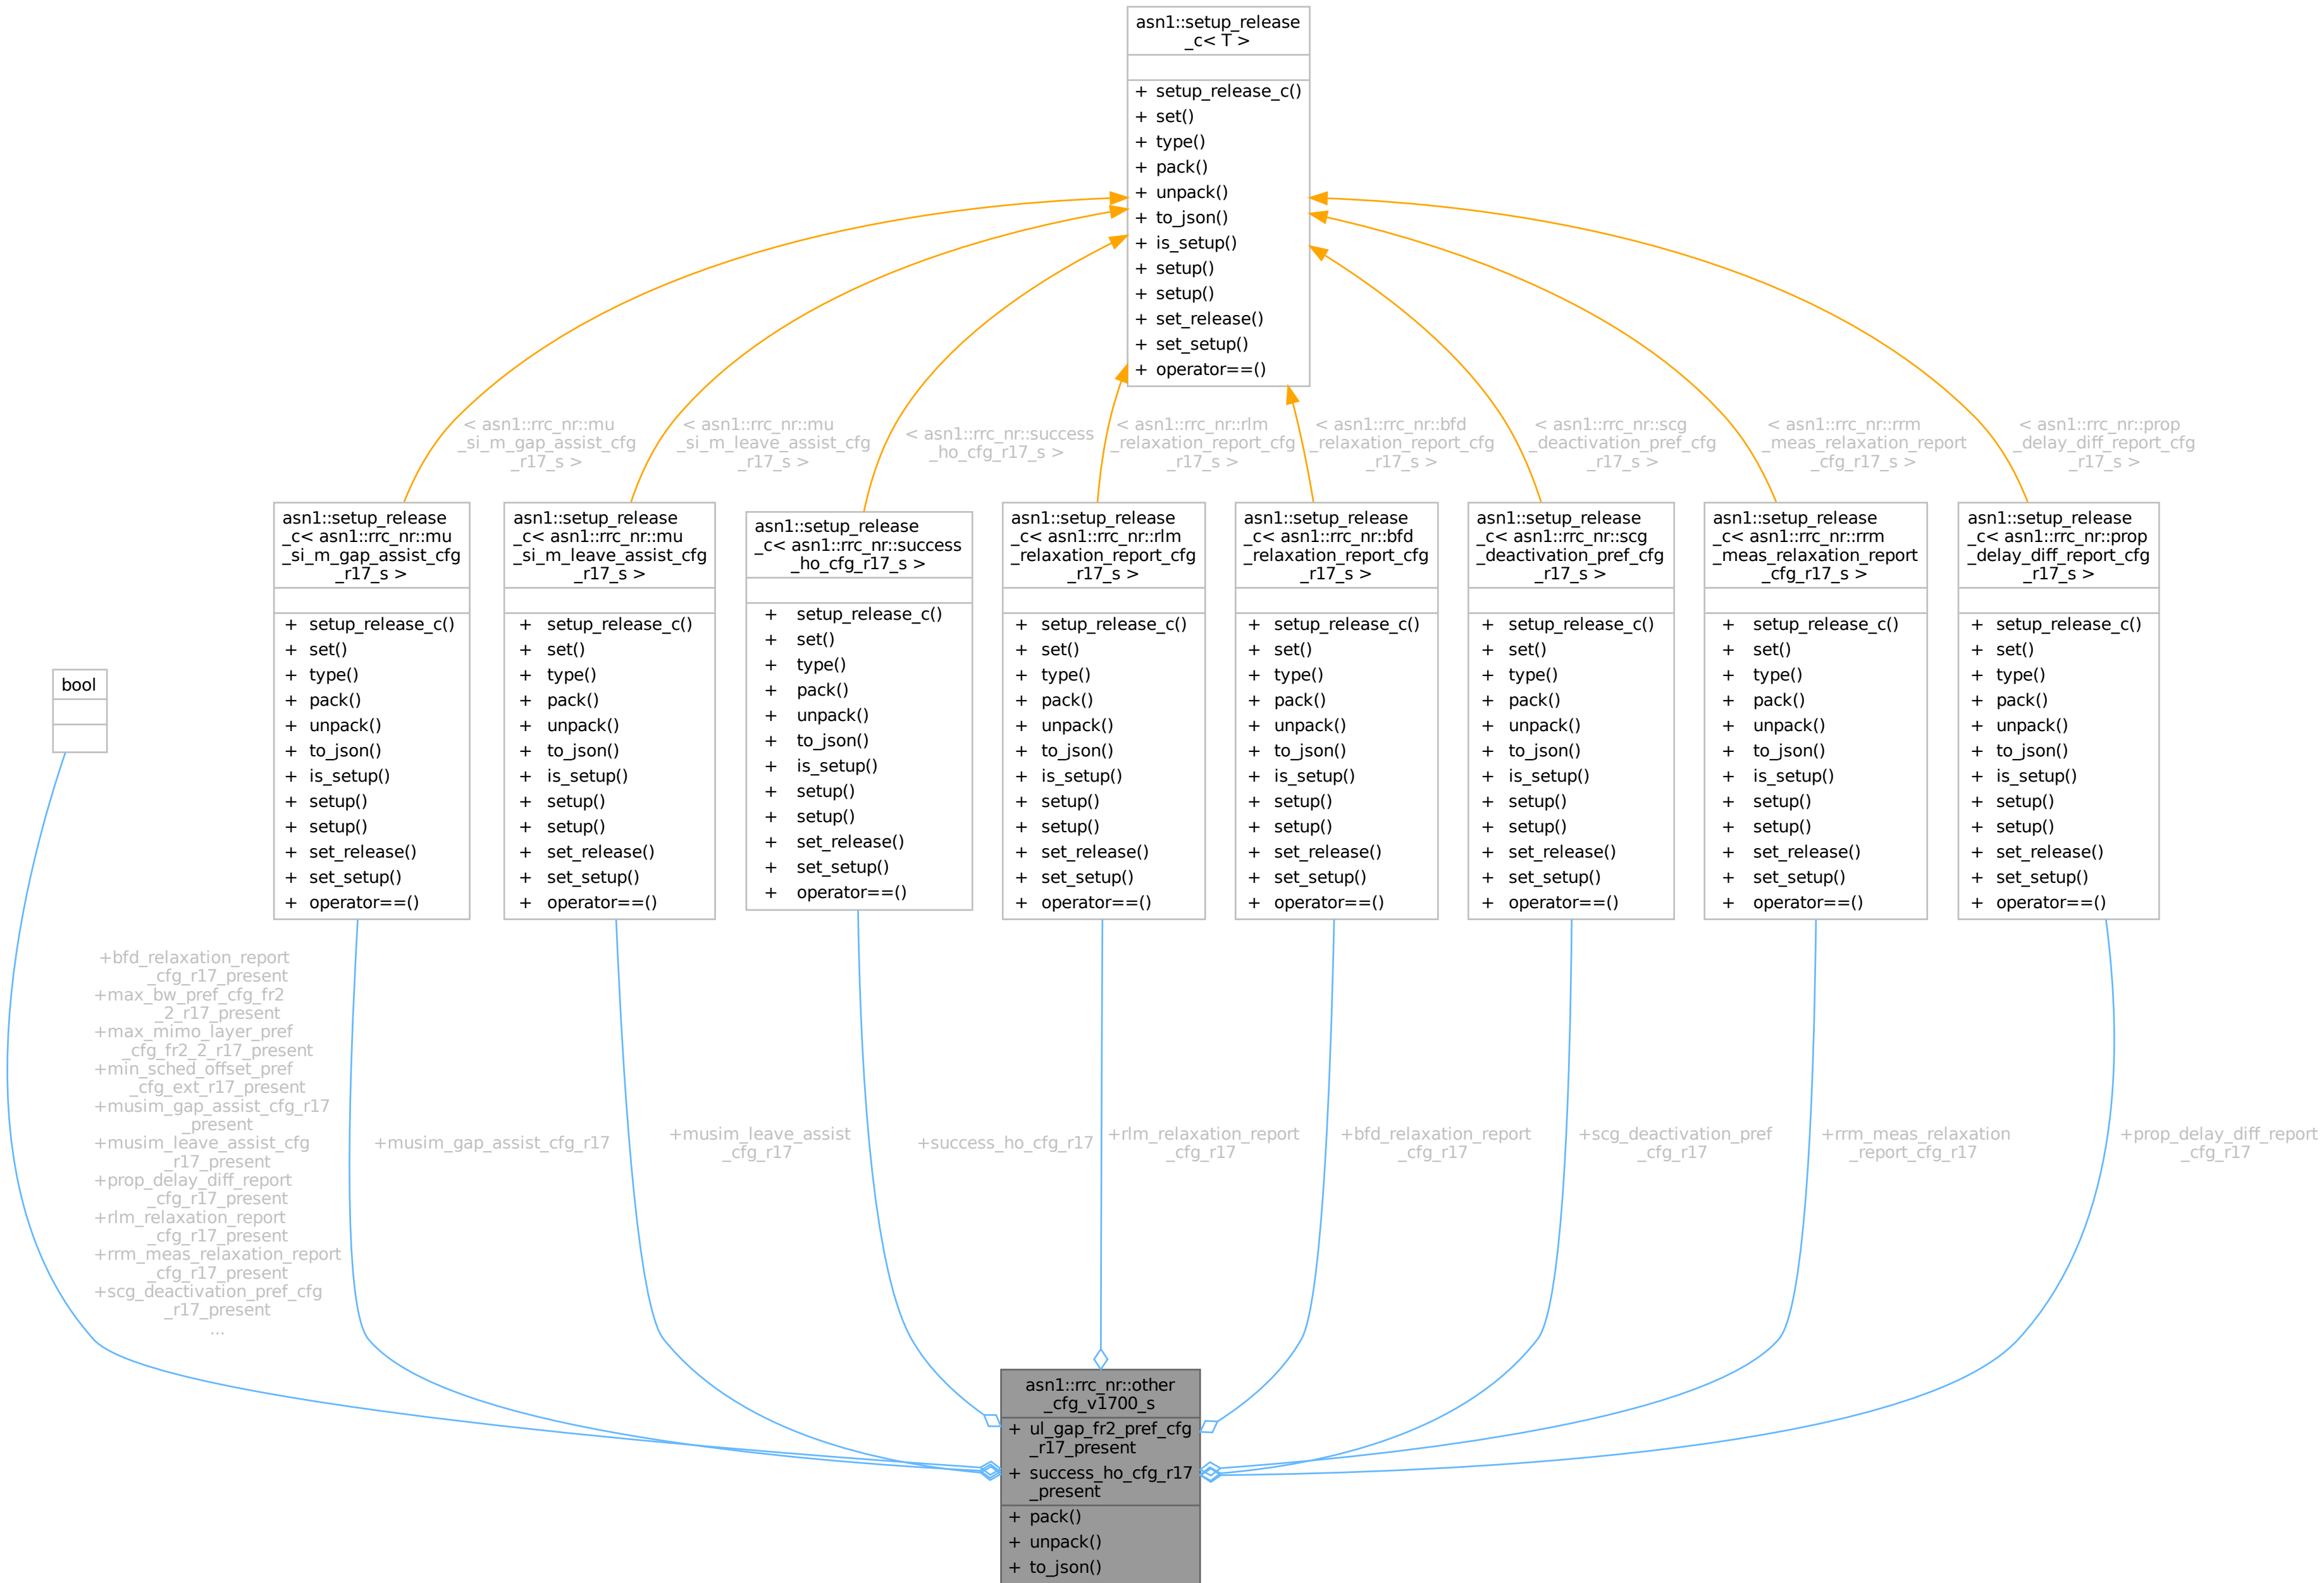 asn1::setup_release
_c< T >
+ setup_release_c()
+ set()
+ type()
+ pack()
+ unpack()
+ to_json()
+ is_setup()
+ setup()
+ setup()
+ set_release()
+ set_setup()
+ operator==()
< asn1::rrc_nr::mu
_si_m_gap_assist_cfg
_r17_s >
< asn1::rrc_nr::mu
_si_m_leave_assist_cfg
_r17_s >
< asn1::rrc_nr::success
_ho_cfg_r17_s >
< asn1::rrc_nr::rlm
_relaxation_report_cfg
_r17_s >
< asn1::rrc_nr::bfd
_relaxation_report_cfg
_r17_s >
< asn1::rrc_nr::scg
_deactivation_pref_cfg
_r17_s >
< asn1::rrc_nr::rrm
_meas_relaxation_report
_cfg_r17_s >
< asn1::rrc_nr::prop
_delay_diff_report_cfg
_r17_s >
bool
asn1::setup_release
_c< asn1::rrc_nr::mu
_si_m_gap_assist_cfg
_r17_s >
+ setup_release_c()
+ set()
+ type()
+ pack()
+ unpack()
+ to_json()
+ is_setup()
+ setup()
+ setup()
+ set_release()
+ set_setup()
+ operator==()
asn1::setup_release
_c< asn1::rrc_nr::mu
_si_m_leave_assist_cfg
_r17_s >
+ setup_release_c()
+ set()
+ type()
+ pack()
+ unpack()
+ to_json()
+ is_setup()
+ setup()
+ setup()
+ set_release()
+ set_setup()
+ operator==()
asn1::setup_release
_c< asn1::rrc_nr::success
_ho_cfg_r17_s >
+ setup_release_c()
+ set()
+ type()
+ pack()
+ unpack()
+ to_json()
+ is_setup()
+ setup()
+ setup()
+ set_release()
+ set_setup()
+ operator==()
asn1::setup_release
_c< asn1::rrc_nr::rlm
_relaxation_report_cfg
_r17_s >
+ setup_release_c()
+ set()
+ type()
+ pack()
+ unpack()
+ to_json()
+ is_setup()
+ setup()
+ setup()
+ set_release()
+ set_setup()
+ operator==()
asn1::setup_release
_c< asn1::rrc_nr::bfd
_relaxation_report_cfg
_r17_s >
+ setup_release_c()
+ set()
+ type()
+ pack()
+ unpack()
+ to_json()
+ is_setup()
+ setup()
+ setup()
+ set_release()
+ set_setup()
+ operator==()
asn1::setup_release
_c< asn1::rrc_nr::scg
_deactivation_pref_cfg
_r17_s >
+ setup_release_c()
+ set()
+ type()
+ pack()
+ unpack()
+ to_json()
+ is_setup()
+ setup()
+ setup()
+ set_release()
+ set_setup()
+ operator==()
asn1::setup_release
_c< asn1::rrc_nr::rrm
_meas_relaxation_report
_cfg_r17_s >
+ setup_release_c()
+ set()
+ type()
+ pack()
+ unpack()
+ to_json()
+ is_setup()
+ setup()
+ setup()
+ set_release()
+ set_setup()
+ operator==()
asn1::setup_release
_c< asn1::rrc_nr::prop
_delay_diff_report_cfg
_r17_s >
+ setup_release_c()
+ set()
+ type()
+ pack()
+ unpack()
+ to_json()
+ is_setup()
+ setup()
+ setup()
+ set_release()
+ set_setup()
+ operator==()
+bfd_relaxation_report
_cfg_r17_present
+max_bw_pref_cfg_fr2
_2_r17_present
+max_mimo_layer_pref
_cfg_fr2_2_r17_present
+min_sched_offset_pref
_cfg_ext_r17_present
+musim_gap_assist_cfg_r17
_present
+musim_leave_assist_cfg
_r17_present
+prop_delay_diff_report
_cfg_r17_present
+rlm_relaxation_report
_cfg_r17_present
+rrm_meas_relaxation_report
_cfg_r17_present
+scg_deactivation_pref_cfg
_r17_present
...
+musim_gap_assist_cfg_r17
+musim_leave_assist
_cfg_r17
+success_ho_cfg_r17
+rlm_relaxation_report
_cfg_r17
+bfd_relaxation_report
_cfg_r17
+scg_deactivation_pref
_cfg_r17
+rrm_meas_relaxation
_report_cfg_r17
+prop_delay_diff_report
_cfg_r17
asn1::rrc_nr::other
_cfg_v1700_s
+ ul_gap_fr2_pref_cfg
_r17_present
+ success_ho_cfg_r17
_present
+ pack()
+ unpack()
+ to_json()